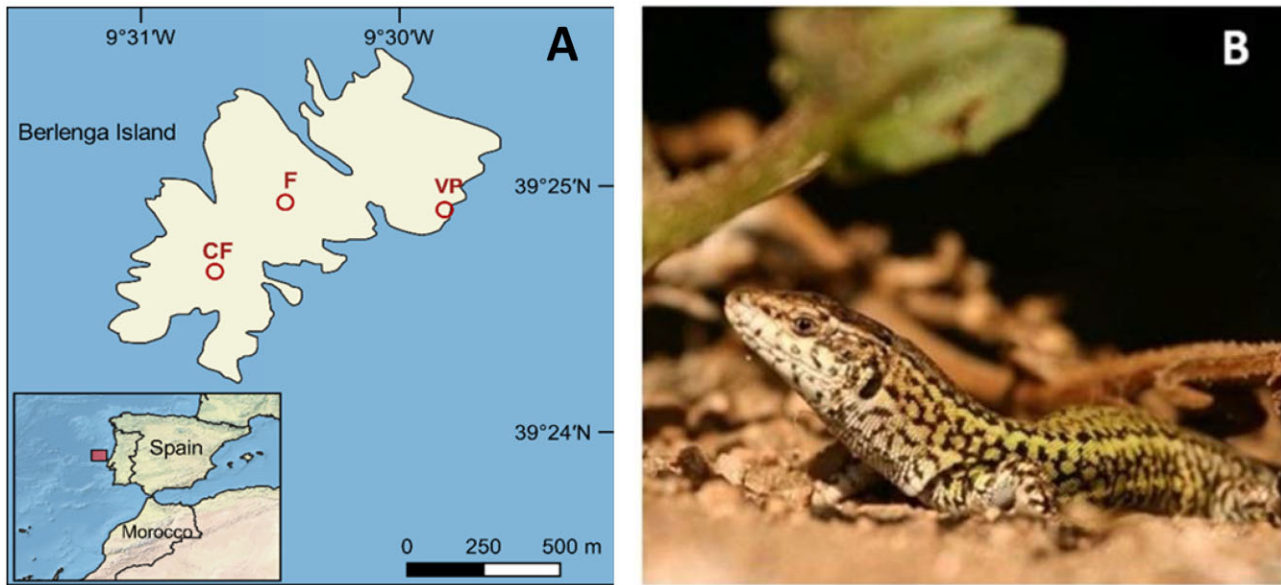 9°31'W
9°30'W
A
Berlenga Island
39°25'N
F
VP
CF
39°24'N
Spain
Morocco
0 250 500 m
B